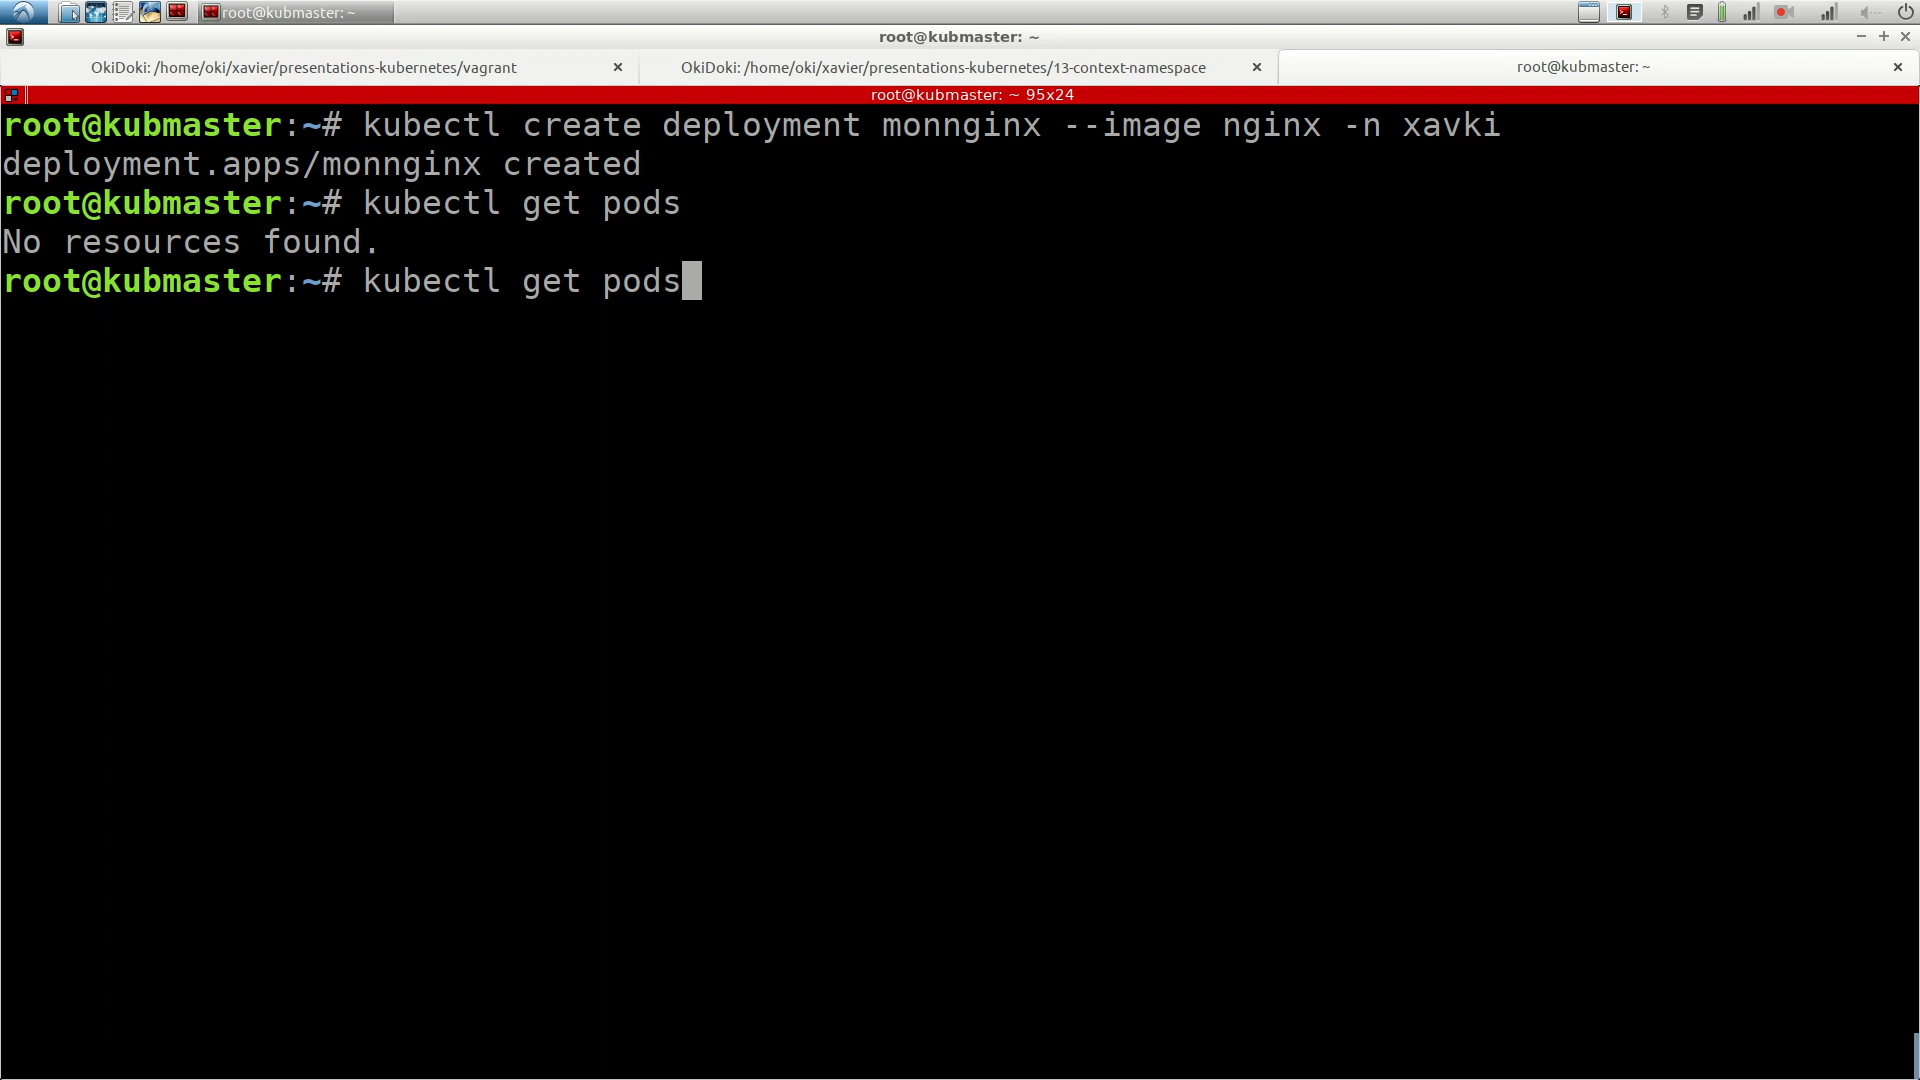 root@kubmaster: ~
root@kubmaster: ~
OkiDoki: /home/oki/xavier/presentations-kubernetes/vagrant
OkiDoki: /home/oki/xavier/presentations-kubernetes/13-context-namespace
root@kubmaster: ~
root@kubmaster: ~ 95x24
root@kubmaster:~# kubectl create deployment monnginx --image nginx -n xavki
deployment.apps/monnginx created
root@kubmaster:~# kubectl get pods
No resources found.
root@kubmaster:~# kubectl get pods